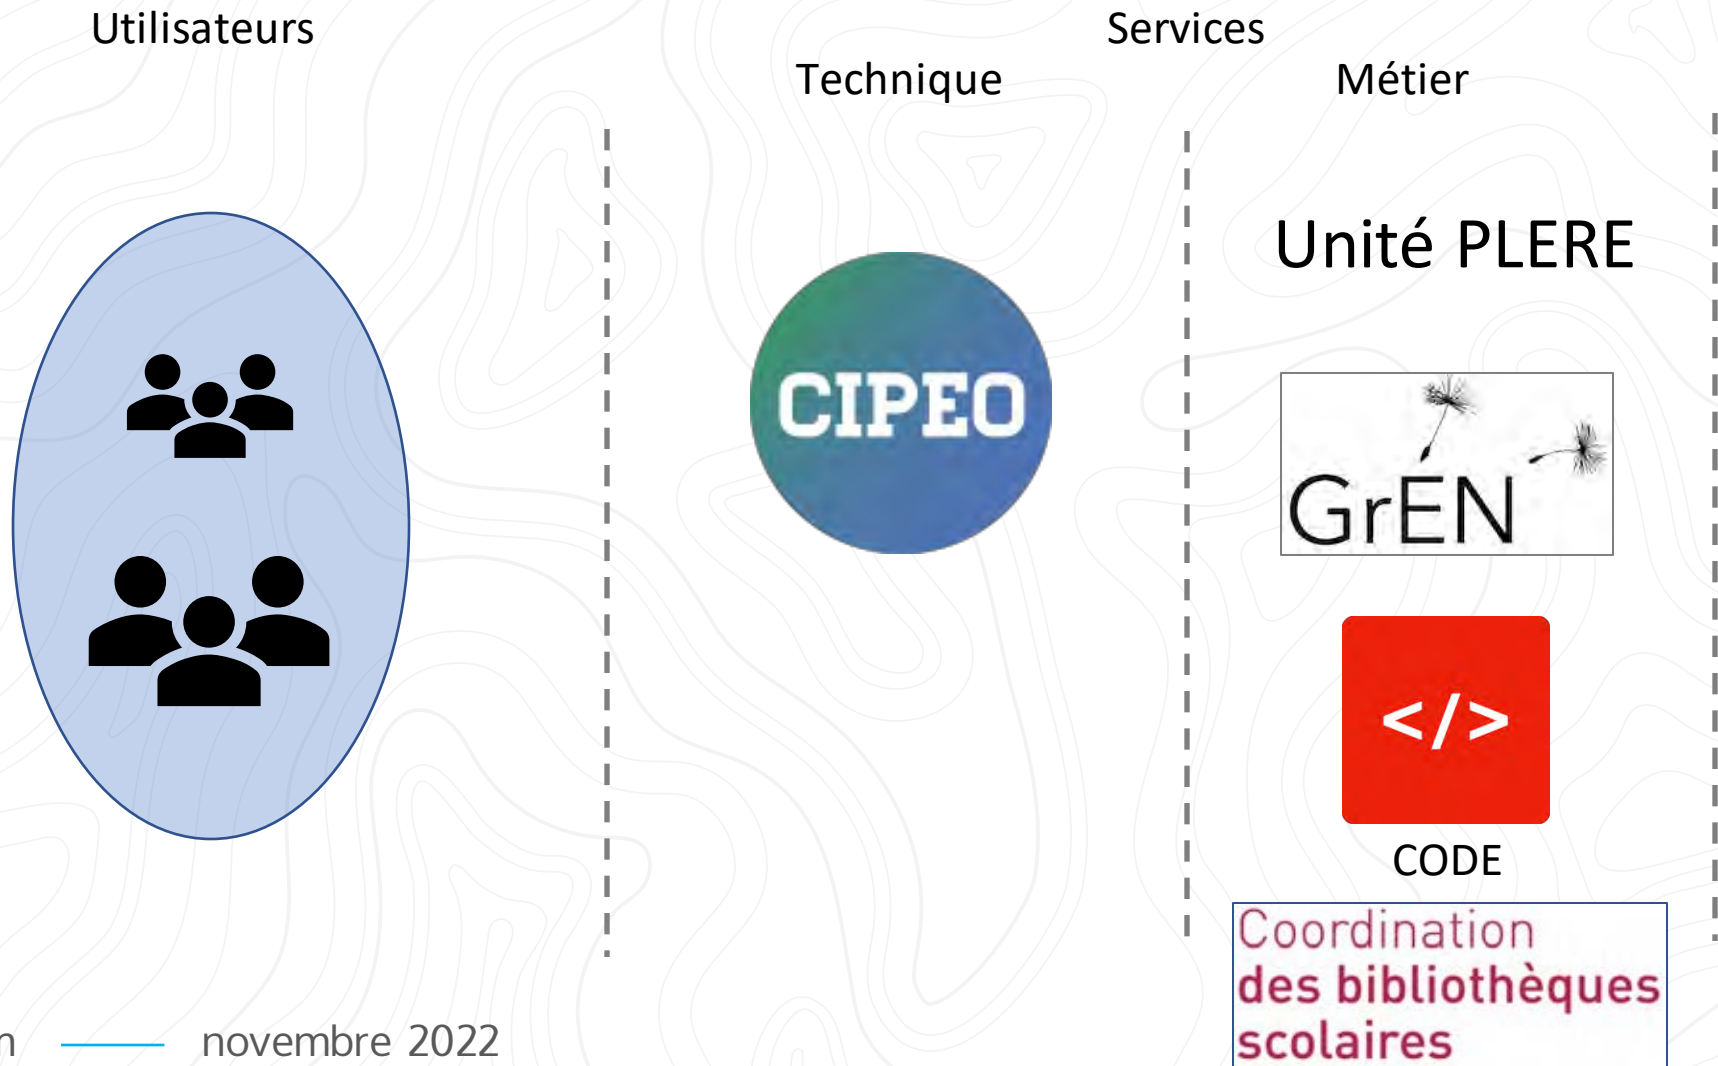 Utilisateurs
Services
Technique
Métier
Unité PLERE
CIPEO
GrEN
</>
CODE
Coordination
des bibliothèques
scolaires
novembre 2022